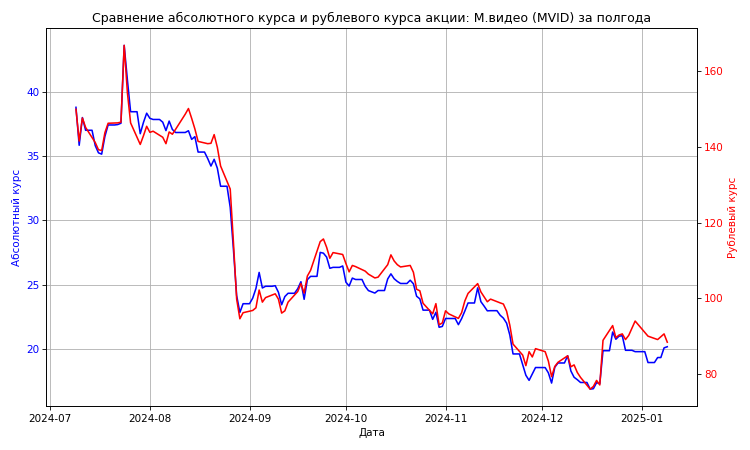 Сравнение абсолютного курса и рублевого курса акции: М.видео (MVID) за полгода
Абсолютный курс
40
35
30
25
20
160
140
120
100
80
Рублевый курс
2024-07 2024-08 2024-09 2024-10 2024-11 2024-12 2025-01
Дата